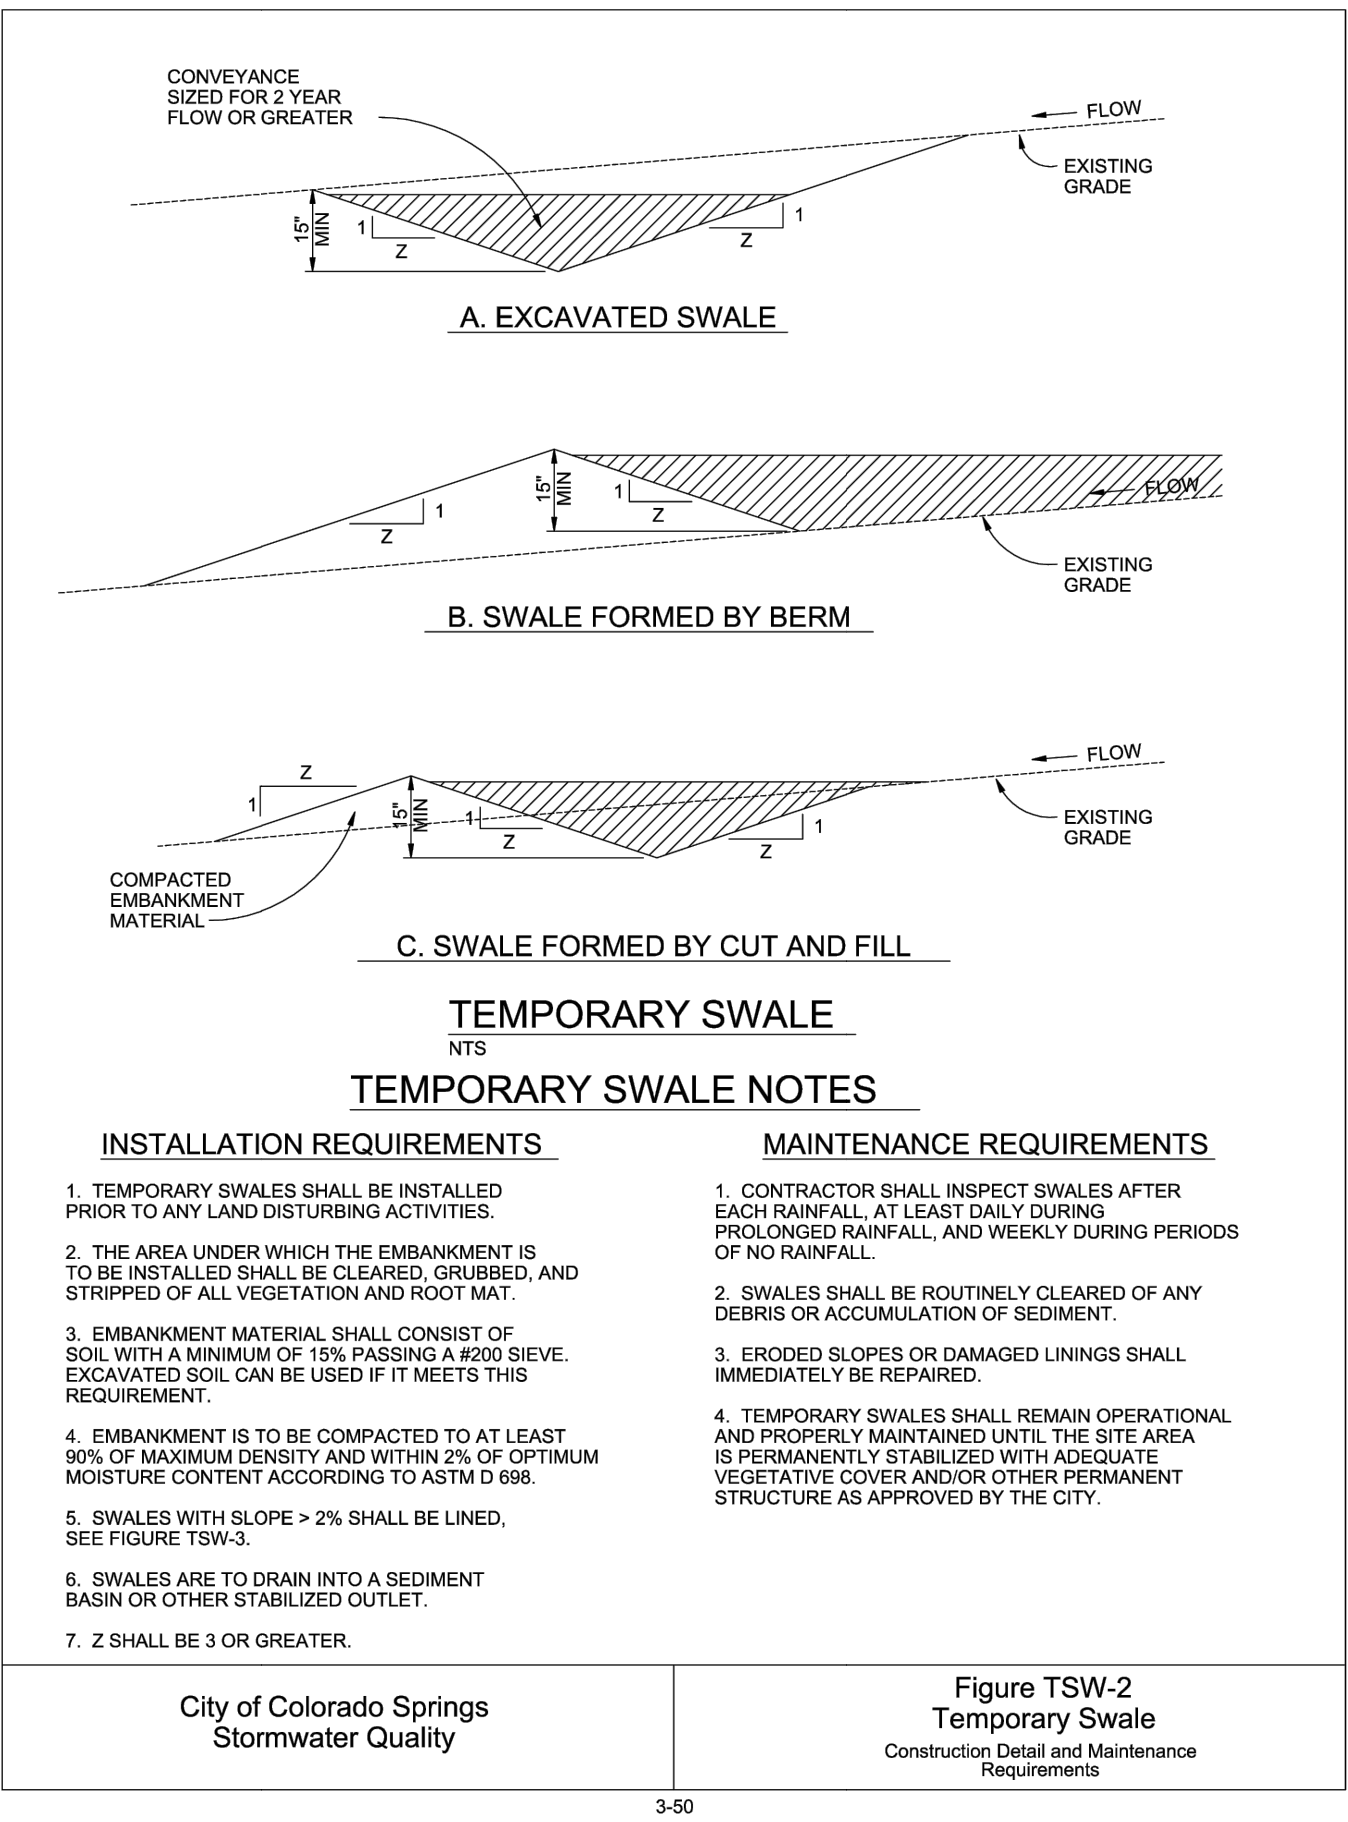 CONVEYANCE
SIZED FOR 2 YEAR
FLOW OR GREATER
FLOW
EXISTING
GRADE
15"
MIN
1
Z
1
Z
A. EXCAVATED SWALE
15"
MIN
1
Z
1
Z
FLOW
EXISTING
GRADE
B. SWALE FORMED BY BERM
Z
1
15"
MIN
1
Z
1
Z
FLOW
EXISTING
GRADE
COMPACTED
EMBANKMENT
MATERIAL
C. SWALE FORMED BY CUT AND FILL
TEMPORARY SWALE
NTS
TEMPORARY SWALE NOTES
INSTALLATION REQUIREMENTS
1. TEMPORARY SWALES SHALL BE INSTALLED
PRIOR TO ANY LAND DISTURBING ACTIVITIES.
2. THE AREA UNDER WHICH THE EMBANKMENT IS
TO BE INSTALLED SHALL BE CLEARED, GRUBBED, AND
STRIPPED OF ALL VEGETATION AND ROOT MAT.
3. EMBANKMENT MATERIAL SHALL CONSIST OF
SOIL WITH A MINIMUM OF 15% PASSING A #200 SIEVE.
EXCAVATED SOIL CAN BE USED IF IT MEETS THIS
REQUIREMENT.
4. EMBANKMENT IS TO BE COMPACTED TO AT LEAST
90% OF MAXIMUM DENSITY AND WITHIN 2% OF OPTIMUM
MOISTURE CONTENT ACCORDING TO ASTM D 698.
5. SWALES WITH SLOPE > 2% SHALL BE LINED,
SEE FIGURE TSW-3.
6. SWALES ARE TO DRAIN INTO A SEDIMENT
BASIN OR OTHER STABILIZED OUTLET.
7. Z SHALL BE 3 OR GREATER.
MAINTENANCE REQUIREMENTS
1. CONTRACTOR SHALL INSPECT SWALES AFTER
EACH RAINFALL, AT LEAST DAILY DURING
PROLONGED RAINFALL, AND WEEKLY DURING PERIODS
OF NO RAINFALL.
2. SWALES SHALL BE ROUTINELY CLEARED OF ANY
DEBRIS OR ACCUMULATION OF SEDIMENT.
3. ERODED SLOPES OR DAMAGED LININGS SHALL
IMMEDIATELY BE REPAIRED.
4. TEMPORARY SWALES SHALL REMAIN OPERATIONAL
AND PROPERLY MAINTAINED UNTIL THE SITE AREA
IS PERMANENTLY STABILIZED WITH ADEQUATE
VEGETATIVE COVER AND/OR OTHER PERMANENT
STRUCTURE AS APPROVED BY THE CITY.
City of Colorado Springs
Stormwater Quality
Figure TSW-2
Temporary Swale
Construction Detail and Maintenance
Requirements
3-50